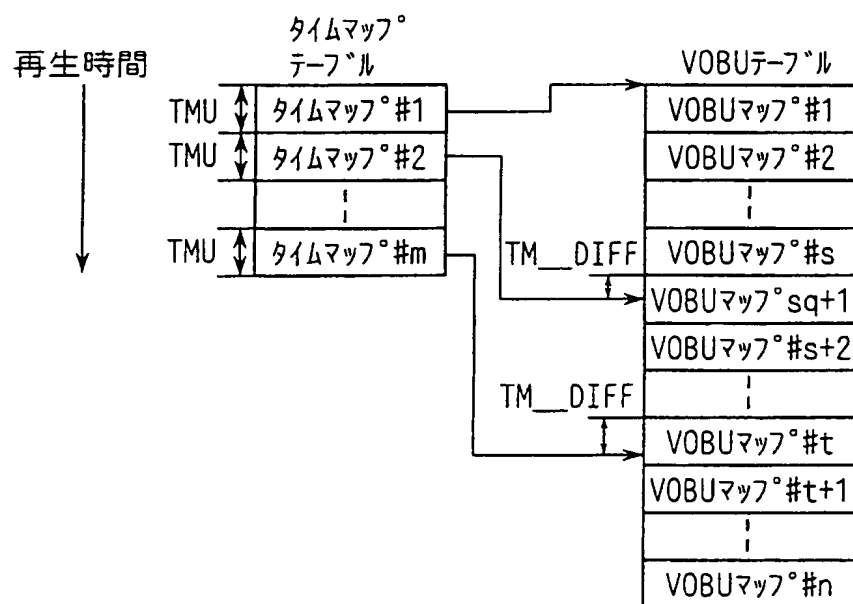 再生時間
タイムマップ
テーブル
TMU
タイムマップ#1
TMU
タイムマップ#2
TMU
タイムマップ#m
VOBUテーブル
VOBUマップ#1
VOBUマップ#2
TM__DIFF
VOBUマップ#s
VOBUマップsq+1
VOBUマップ#s+2
TM__DIFF
VOBUマップ#t
VOBUマップ#t+1
VOBUマップ#n